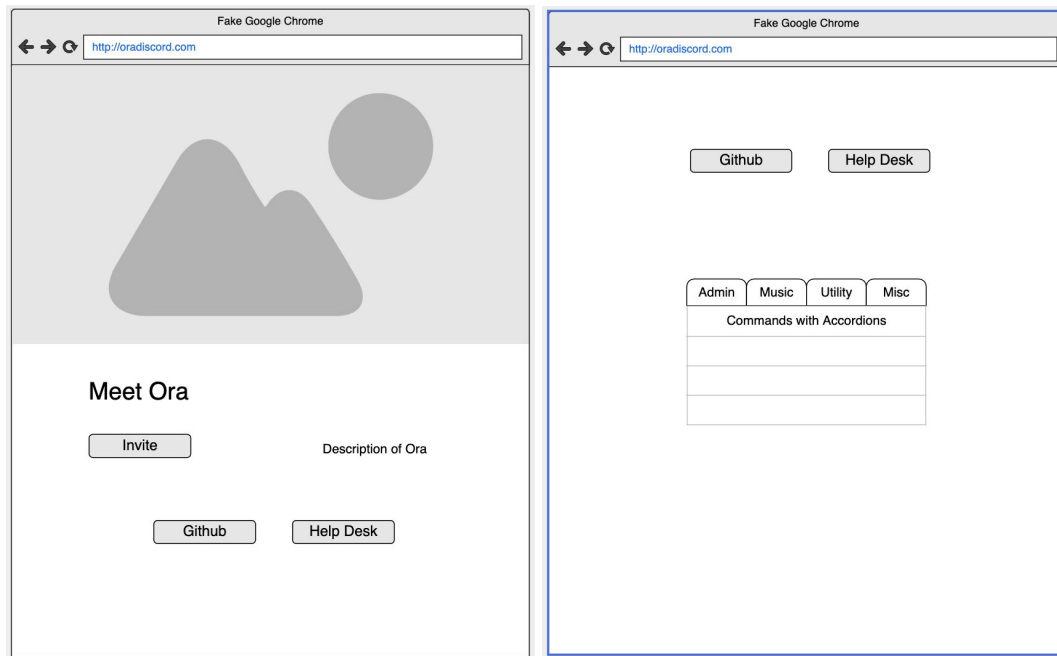 Fake Google Chrome
http://oradiscord.com
Meet Ora
Invite
Description of Ora
Github Help Desk
Fake Google Chrome
http://oradiscord.com
Github Help Desk
Admin Music Utility Misc
Commands with Accordions